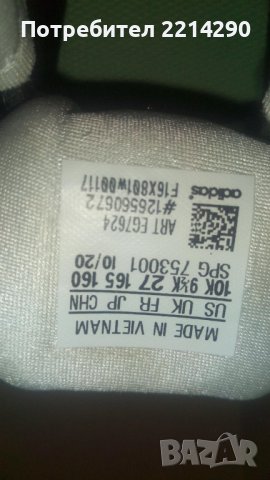 Потребител 2214290
adidas
#126560672
F16X801W00117
ART EG7624
SPG 753001 10/20
10K 9½K 27 165 160
US UK FR JP CHN
MADE IN VIETNAM
BAZAR